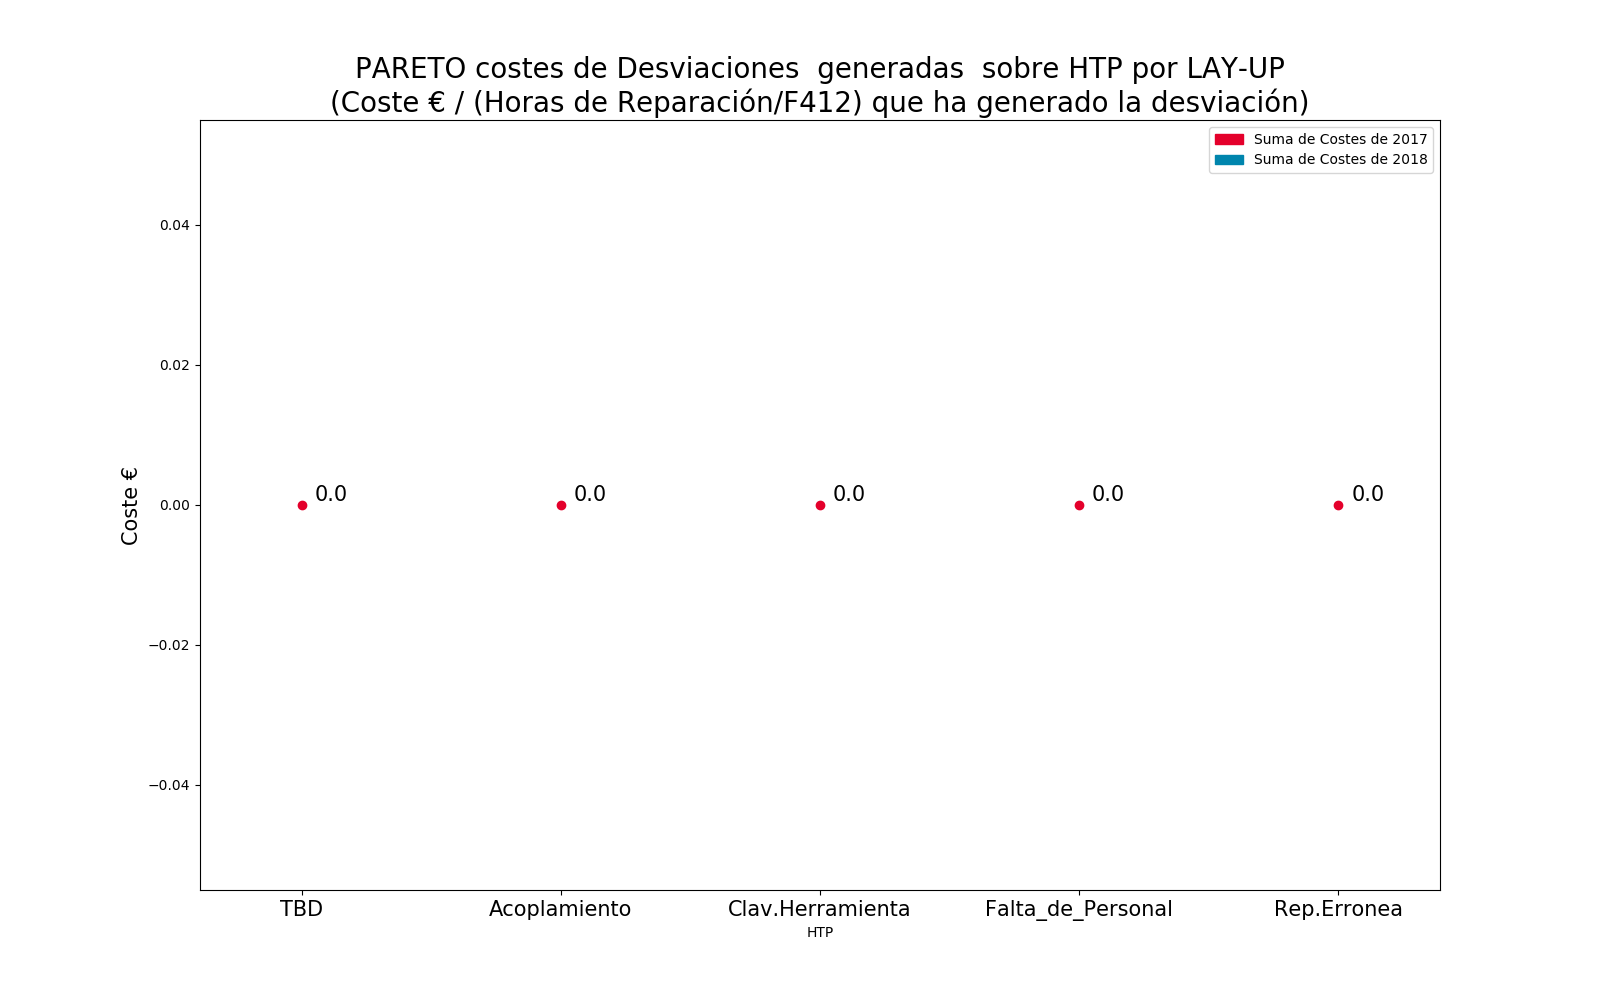 PARETO costes de Desviaciones  generadas  sobre HTP por LAY-UP
(Coste € / (Horas de Reparación/F412) que ha generado la desviación)
Suma de Costes de 2017
Suma de Costes de 2018
0.04
0.02
0.00
−0.02
−0.04
Coste €
0.0
0.0
0.0
0.0
0.0
TBD
Acoplamiento
Clav.Herramienta
Falta_de_Personal
Rep.Erronea
HTP